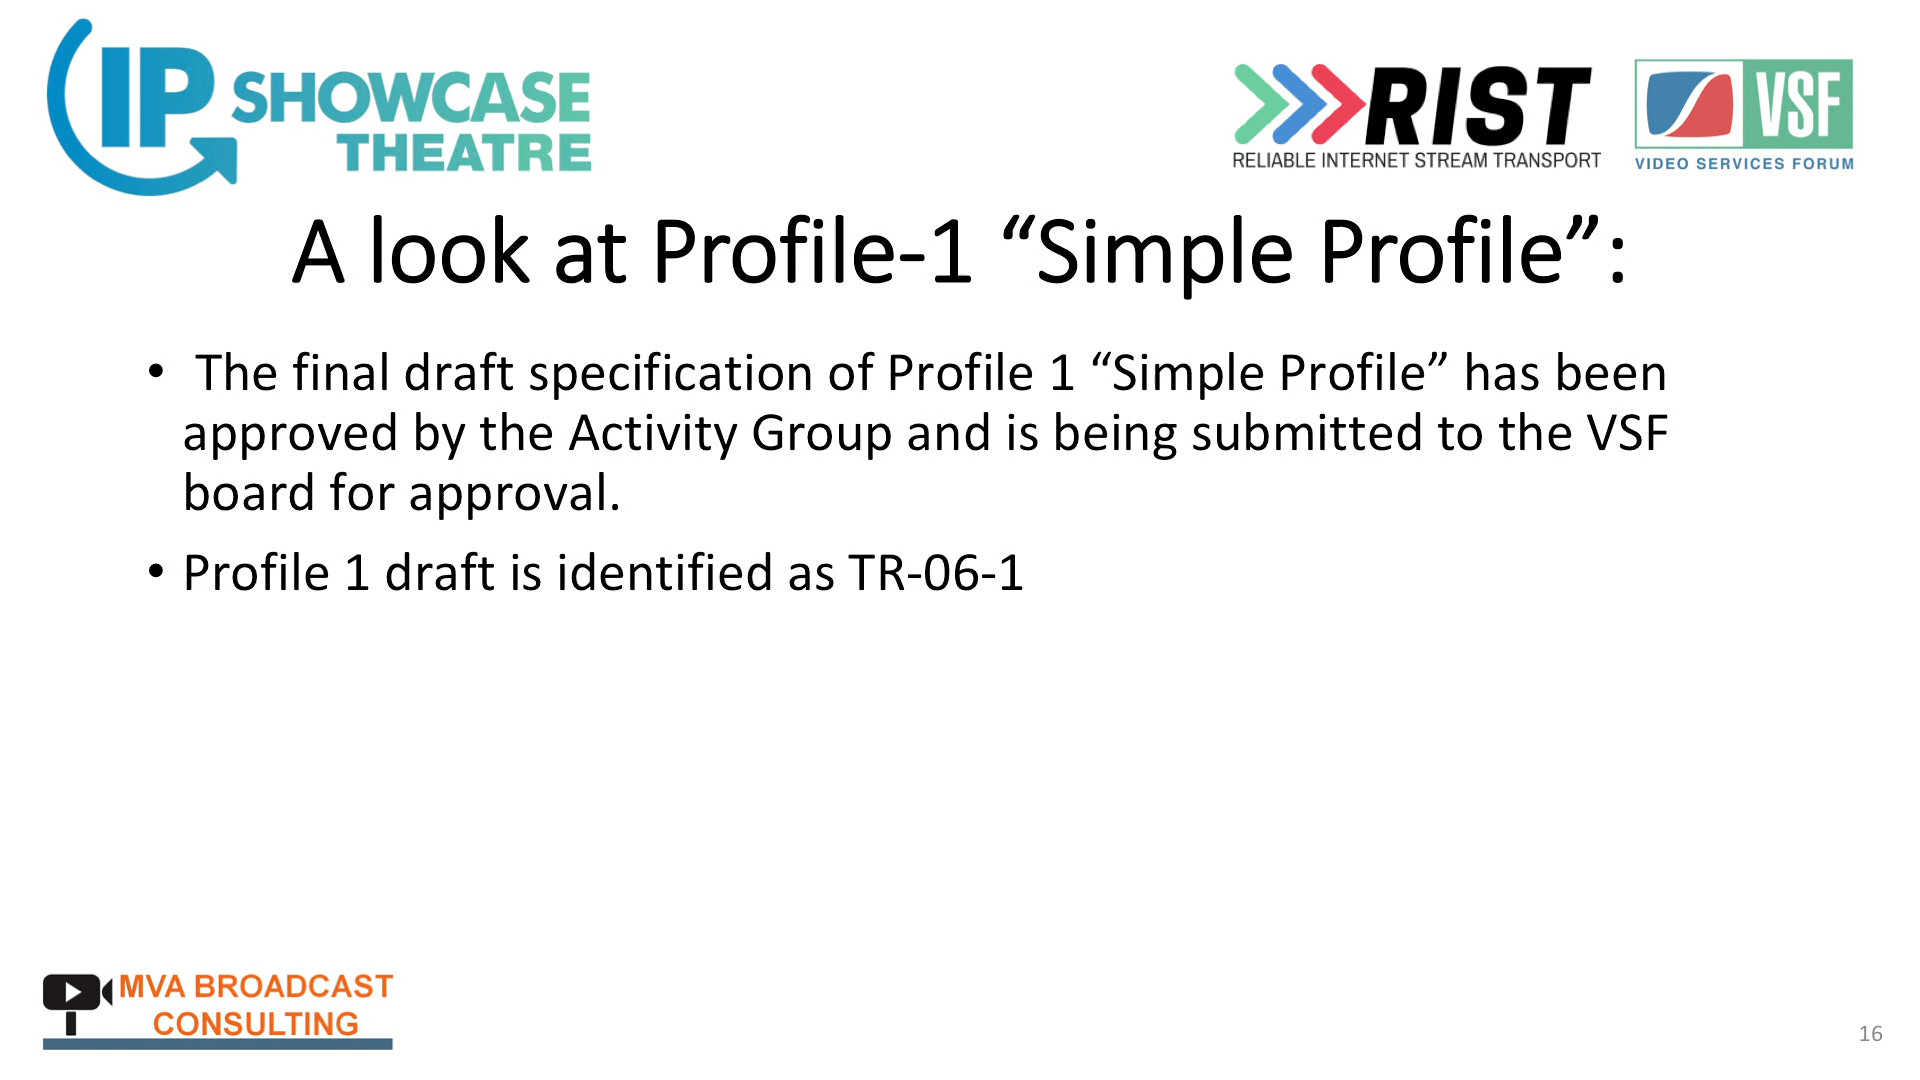 IP SHOWCASE
THEATRE
RIST
RELIABLE INTERNET STREAM TRANSPORT
VSF
VIDEO SERVICES FORUM
A look at Profile-1 “Simple Profile”:
• The final draft specification of Profile 1 “Simple Profile” has been
approved by the Activity Group and is being submitted to the VSF
board for approval.
• Profile 1 draft is identified as TR-06-1
MVA BROADCAST
CONSULTING
16